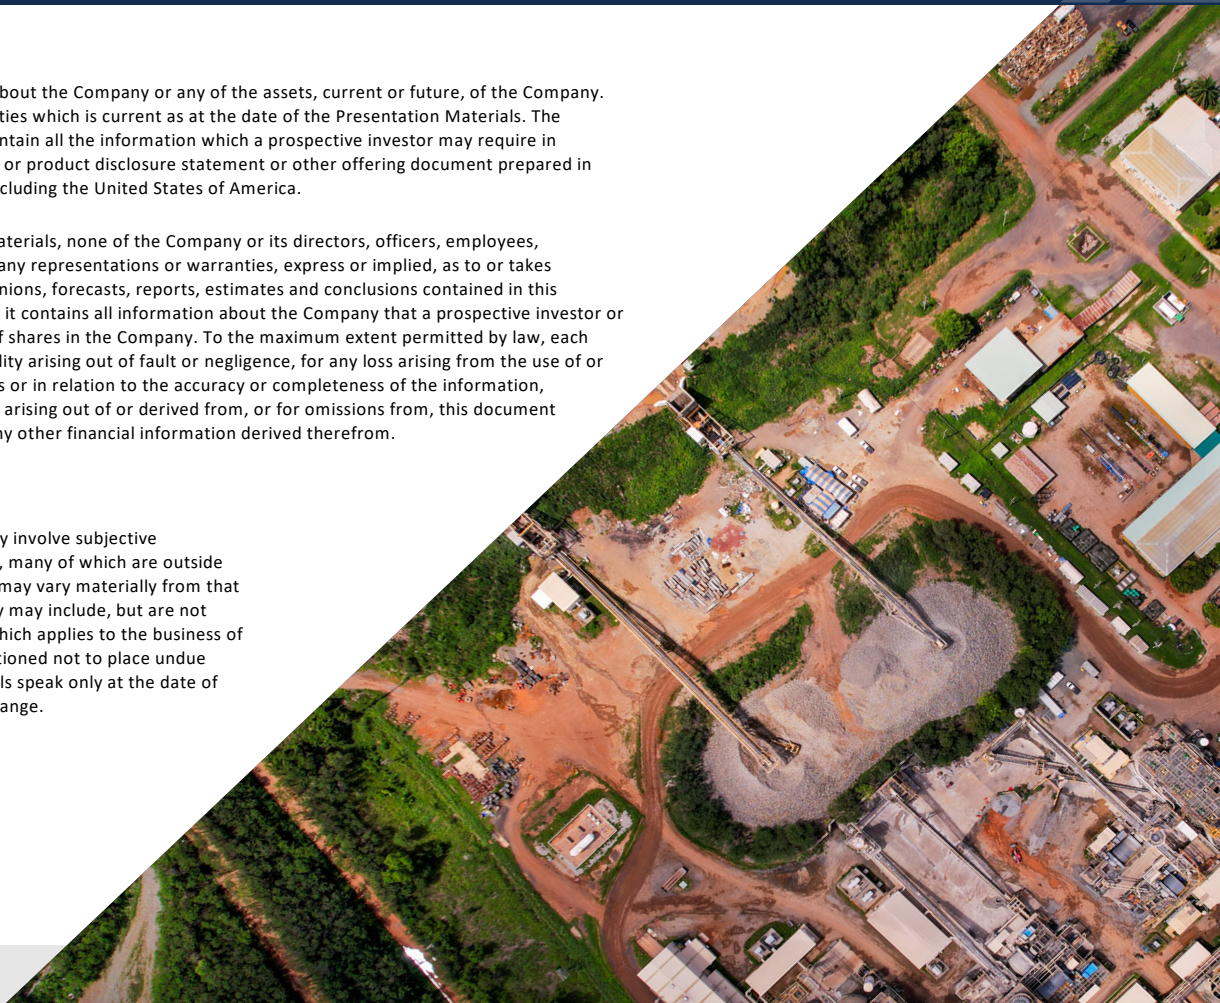 bout the Company or any of the assets, current or future, of the Company.
ties which is current as at the date of the Presentation Materials. The
ntain all the information which a prospective investor may require in
or product disclosure statement or other offering document prepared in
cluding the United States of America.
aterials, none of the Company or its directors, officers, employees,
any representations or warranties, express or implied, as to or takes
nions, forecasts, reports, estimates and conclusions contained in this
it contains all information about the Company that a prospective investor or
f shares in the Company. To the maximum extent permitted by law, each
lity arising out of fault or negligence, for any loss arising from the use of or
s or in relation to the accuracy or completeness of the information,
arising out of or derived from, or for omissions from, this document
ny other financial information derived therefrom.
y involve subjective
, many of which are outside
may vary materially from that
y may include, but are not
hich applies to the business of
tioned not to place undue
ls speak only at the date of
ange.